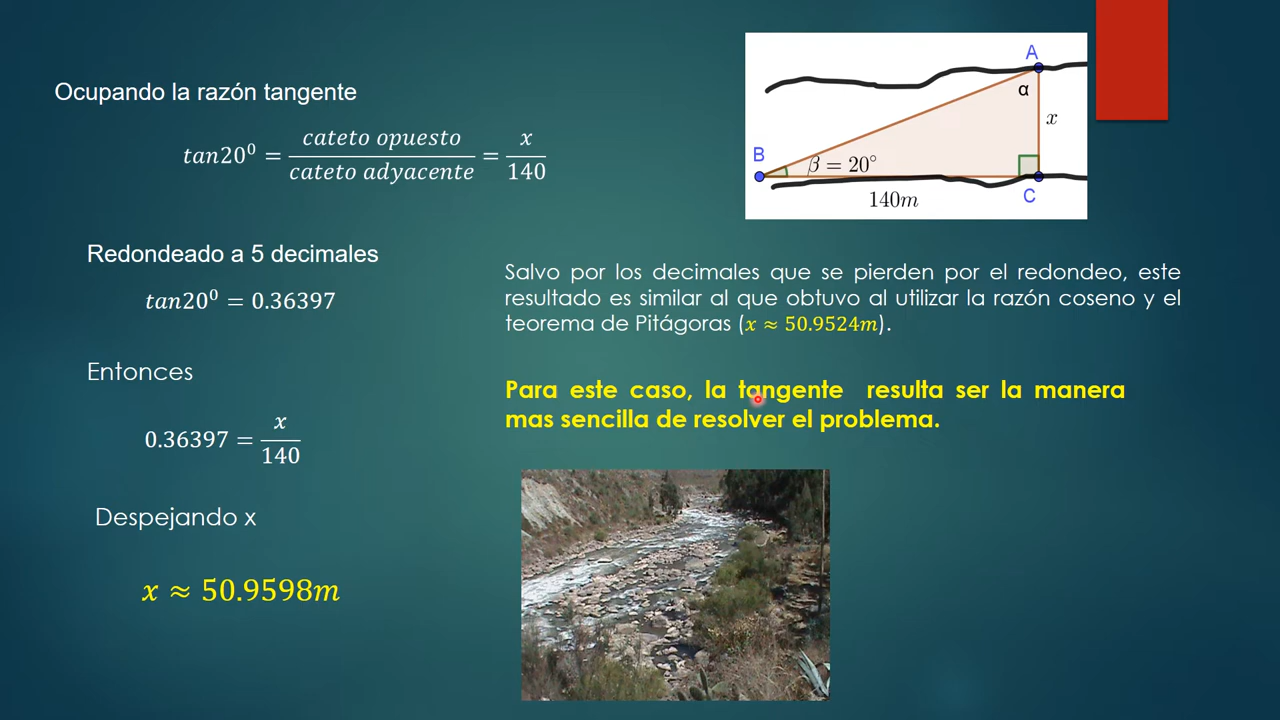 Ocupando la razón tangente
tan20⁰ = cateto opuesto / cateto adyacente = x / 140
Redondeado a 5 decimales
tan20⁰ = 0.36397
Entonces
0.36397 = x / 140
Despejando x
x ≈ 50.9598m
A
α
x
B
β = 20°
C
140m
Salvo por los decimales que se pierden por el redondeo, este
resultado es similar al que obtuvo al utilizar la razón coseno y el
teorema de Pitágoras (x ≈ 50.9524m).
Para este caso, la tangente resulta ser la manera
mas sencilla de resolver el problema.